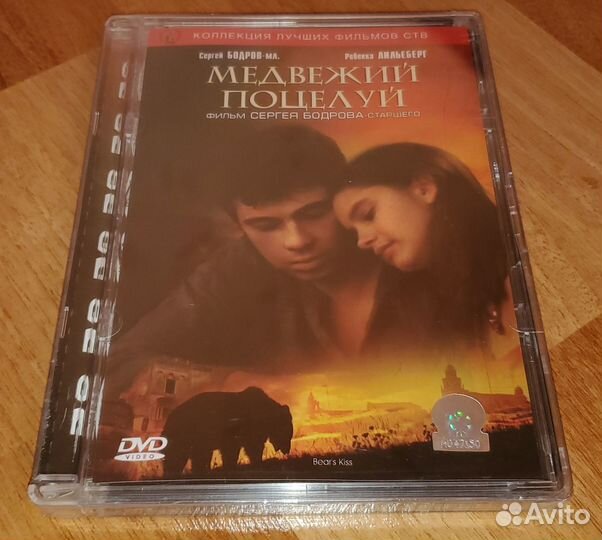 КОЛЛЕКЦИЯ ЛУЧШИХ ФИЛЬМОВ СТВ
Сергей БОДРОВ-МЛ. Ребекка ЛИЛЬЕБЕРГ
МЕДВЕЖИЙ
ПОЦЕЛУЙ
ФИЛЬМ СЕРГЕЯ БОДРОВА-СТАРШЕГО
DVD
VIDEO
Bear's Kiss
Avito